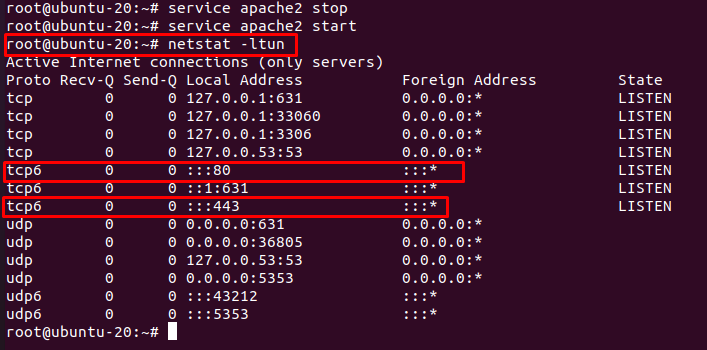 root@ubuntu-20:~# service apache2 stop
root@ubuntu-20:~# service apache2 start
root@ubuntu-20:~# netstat -ltun
Active Internet connections (only servers)
Proto Recv-Q Send-Q Local Address           Foreign Address         State
tcp        0      0 127.0.0.1:631           0.0.0.0:*               LISTEN
tcp        0      0 127.0.0.1:33060         0.0.0.0:*               LISTEN
tcp        0      0 127.0.0.1:3306          0.0.0.0:*               LISTEN
tcp        0      0 127.0.0.53:53           0.0.0.0:*               LISTEN
tcp6       0      0 :::80                   :::*                    LISTEN
tcp6       0      0 ::1:631                 :::*                    LISTEN
tcp6       0      0 :::443                  :::*                    LISTEN
udp        0      0 0.0.0.0:631             0.0.0.0:*
udp        0      0 0.0.0.0:36805           0.0.0.0:*
udp        0      0 127.0.0.53:53           0.0.0.0:*
udp        0      0 0.0.0.0:5353            0.0.0.0:*
udp6       0      0 :::43212                :::*
udp6       0      0 :::5353                 :::*
root@ubuntu-20:~#